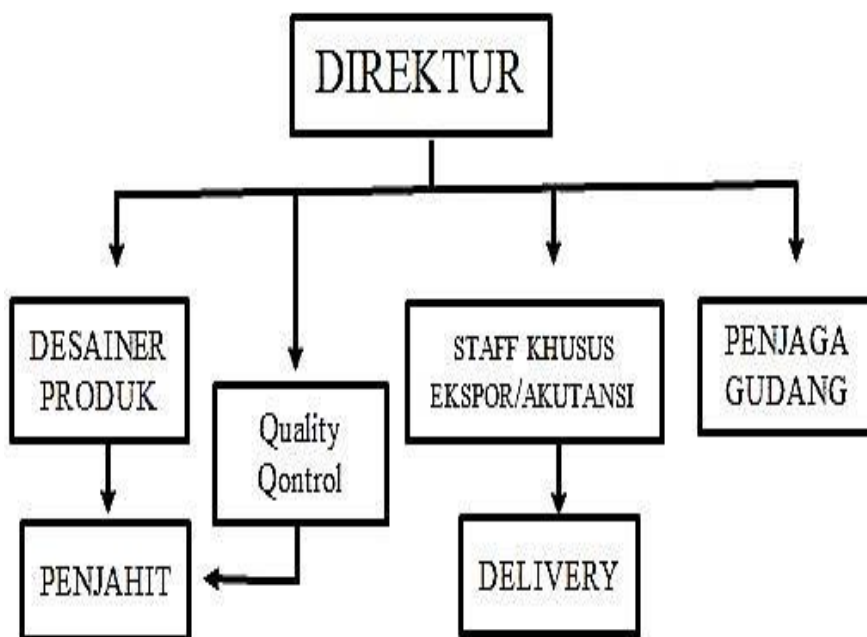 DIREKTUR
DESAINER
PRODUK
Quality
Qontrol
STAFF KHUSUS
EKSPOR/AKUTANSI
PENJAGA
GUDANG
PENJAHIT
DELIVERY